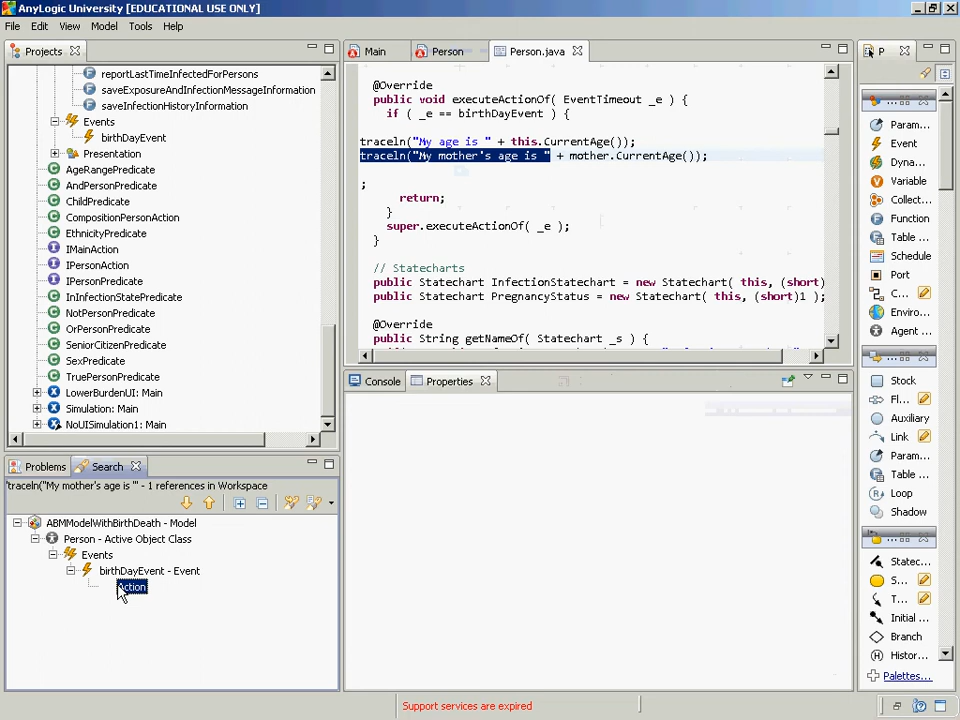 AnyLogic University [EDUCATIONAL USE ONLY]
File Edit View Model Tools Help
Projects
reportLastTimeInfectedForPersons
saveExposureAndInfectionMessageInformation
saveInfectionHistoryInformation
Events
birthDayEvent
Presentation
AgeRangePredicate
AndPersonPredicate
ChildPredicate
CompositionPersonAction
EthnicityPredicate
IMainAction
IPersonAction
IPersonPredicate
InInfectionStatePredicate
NotPersonPredicate
OrPersonPredicate
SeniorCitizenPredicate
SexPredicate
TruePersonPredicate
LowerBurdenUI: Main
Simulation: Main
NoUISimulation1: Main
Problems Search
'traceln("My mother's age is "' - 1 references in Workspace
ABMModelWithBirthDeath - Model
Person - Active Object Class
Events
birthDayEvent - Event
Action
Main Person Person.java
@Override
public void executeActionOf( EventTimeout _e ) {
if ( _e == birthDayEvent ) {
traceln("My age is " + this.CurrentAge());
traceln("My mother's age is " + mother.CurrentAge());
;
return;
}
super.executeActionOf( _e );
}
// Statecharts
public Statechart InfectionStatechart = new Statechart( this, (short)
public Statechart PregnancyStatus = new Statechart( this, (short)1 );
@Override
public String getNameOf( Statechart _s ) {
Console Properties
P
Param...
Event
Dyna...
Variable
Collect...
Function
Table ...
Schedule
Port
C...
Enviro...
Agent ...
...
Stock
Fl...
Auxiliary
Link
Param...
Table ...
Loop
Shadow
...
Statec...
S...
T...
Initial ...
Branch
Histor...
Palettes...
Support services are expired